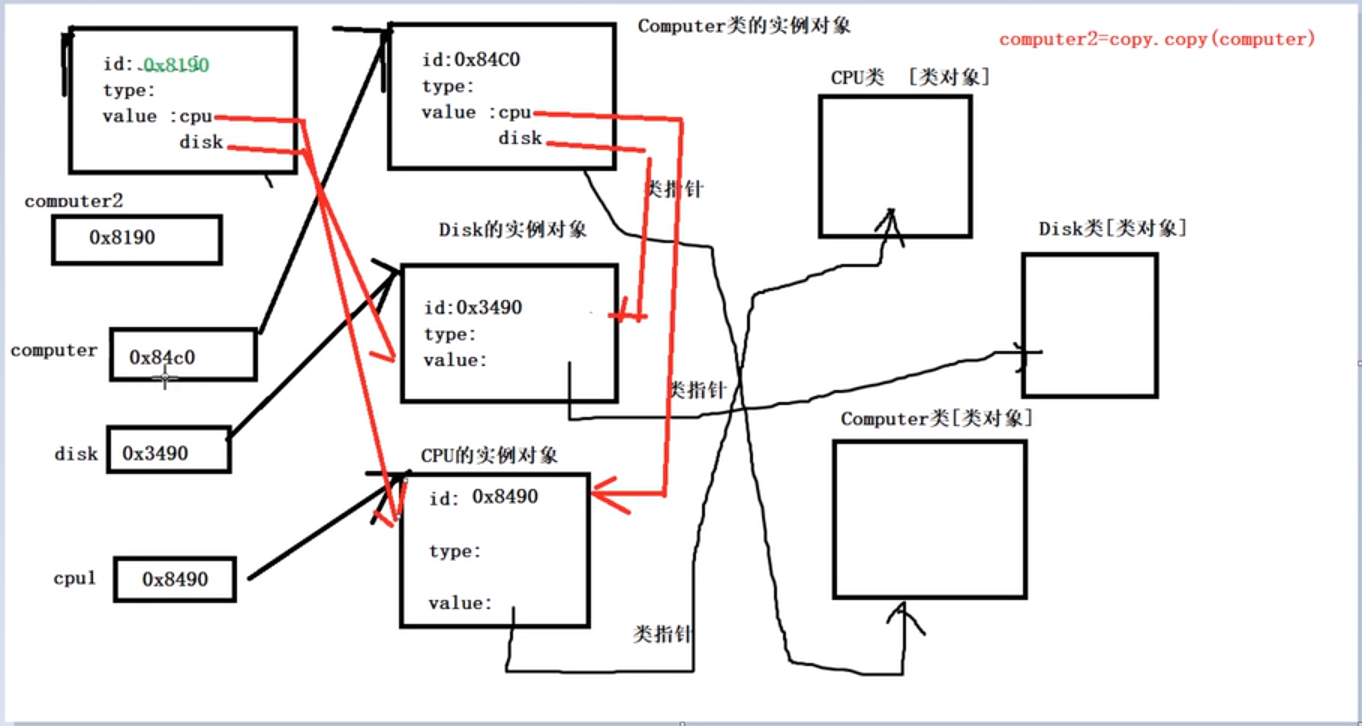 Computer类的实例对象
computer2=copy.copy(computer)
id: 0x8190
type:
value :cpu
disk
id:0x84C0
type:
value :cpu
disk
CPU类 [类对象]
类指针
computer2
0x8190
Disk的实例对象
Disk类[类对象]
id:0x3490
type:
value:
computer
0x84c0
类指针
Computer类[类对象]
disk
0x3490
CPU的实例对象
id: 0x8490
type:
value:
cpu1
0x8490
类指针